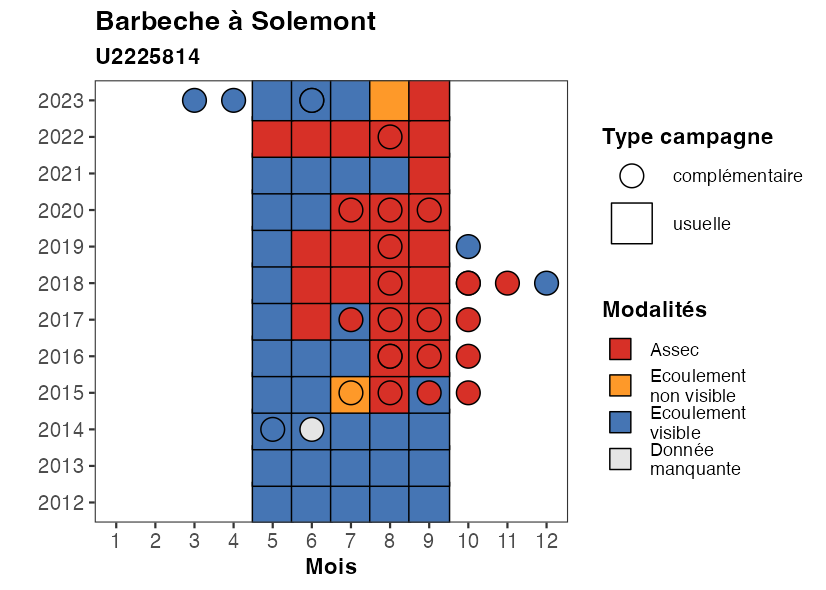 Barbeche à Solemont
U2225814
2023
2022
2021
2020
2019
2018
2017
2016
2015
2014
2013
2012
1 2 3 4 5 6 7 8 9 10 11 12
Mois
Type campagne
complémentaire
usuelle
Modalités
Assec
Ecoulement
non visible
Ecoulement
visible
Donnée
manquante